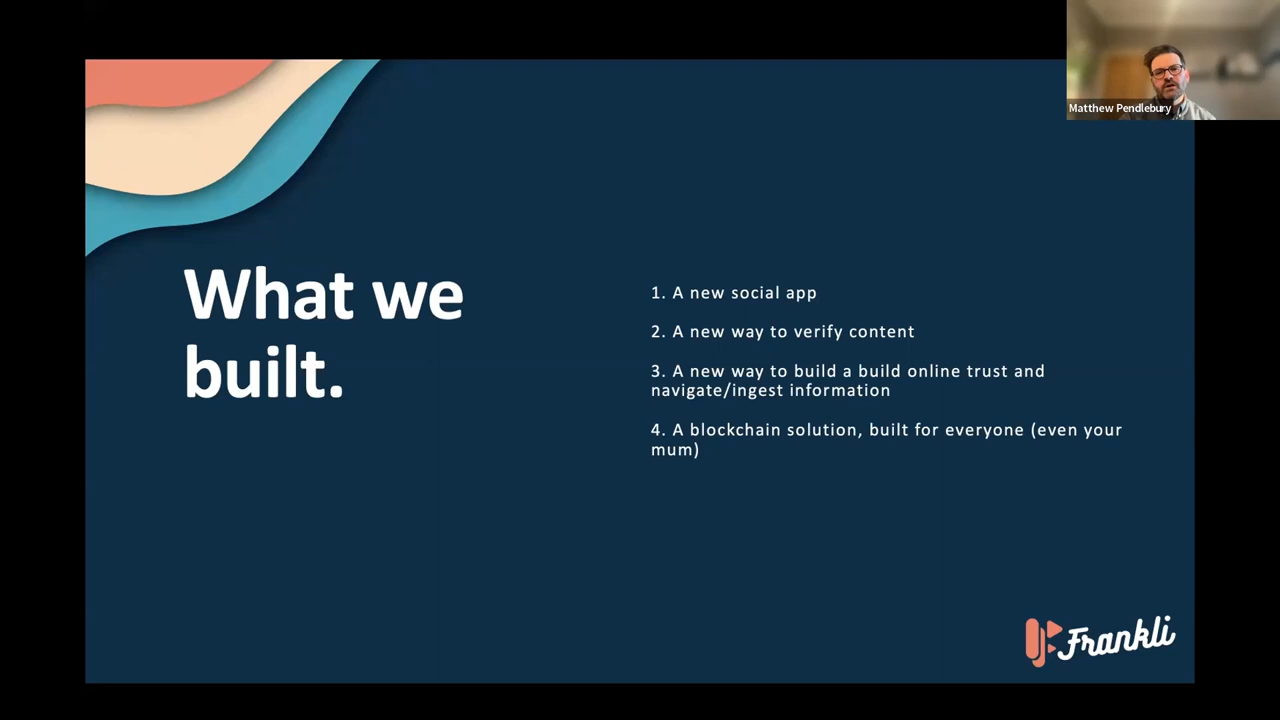 Matthew Pendlebury
What we
built.
1. A new social app
2. A new way to verify content
3. A new way to build a build online trust and
navigate/ingest information
4. A blockchain solution, built for everyone (even your
mum)
Frankli